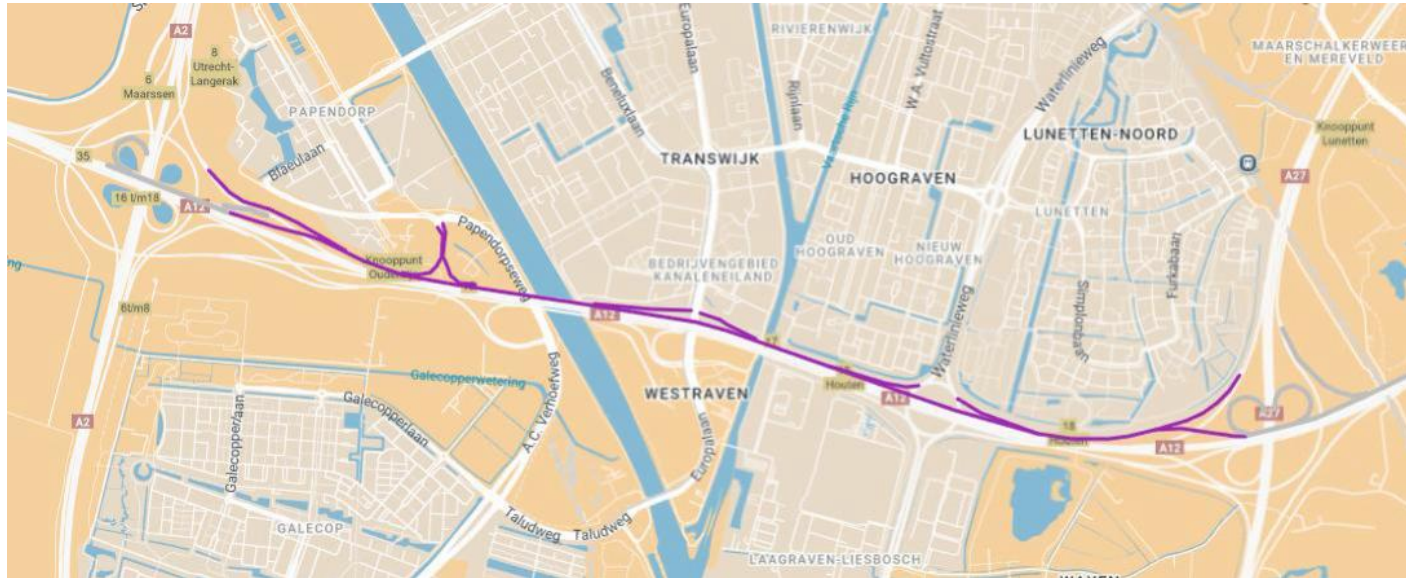 A2
8
Utrecht-
Langerak
6
Maarssen
PAPENDORP
Blaeulaan
35
16 t/m18
A12
Papendorpseweg
Knooppunt
6t/m8
Galecopperwetering
A2
Galecopperlaan
Galecopperlaan
GALECOP
A.C. Verhoefweg
Taludweg
Taludweg
Europalaan
Beneluxlaan
TRANSWIJK
RIVIERENWIJK
Rijnlaan
Vaartsche Rijn
W.A. Vultostraat
Waterlinieweg
HOOGRAVEN
OUD
HOOGRAVEN
NIEUW
HOOGRAVEN
BEDRIJVENGEBIED
KANALENEILAND
A12
17
WESTRAVEN
Europalaan
Houten
A12
Waterlinieweg
LAAGRAVEN-LIESBOSCH
LUNETTEN-NOORD
LUNETTEN
Simplonbaan
Furkabaan
18
Houten
A12
A27
A27
Knooppunt
Lunetten
MAARSCHALKERWEER
EN MEREVELD